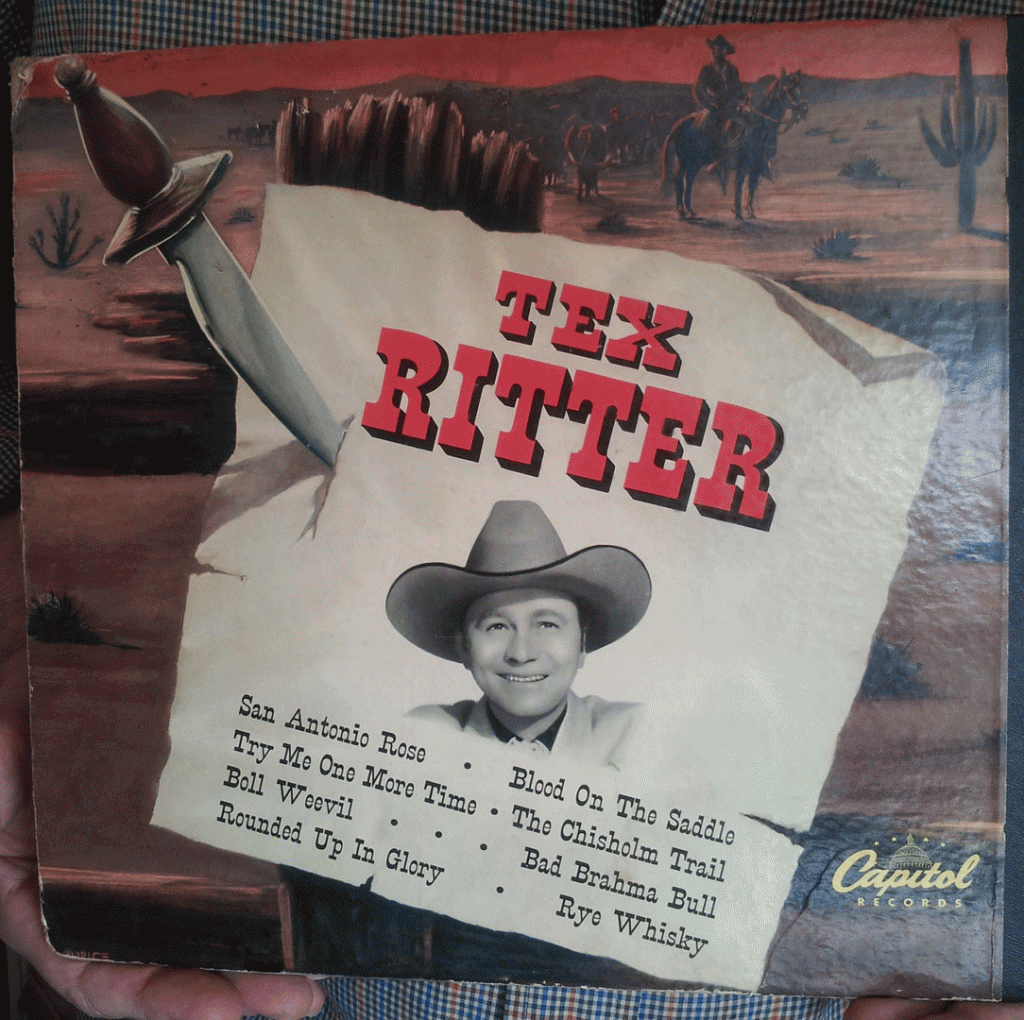 TEX
RITTER
San Antonio Rose •
Try Me One More Time •
Boll Weevil • • •
Rounded Up In Glory •
Blood On The Saddle
The Chisholm Trail
Bad Brahma Bull
Rye Whisky
Capitol
RECORDS